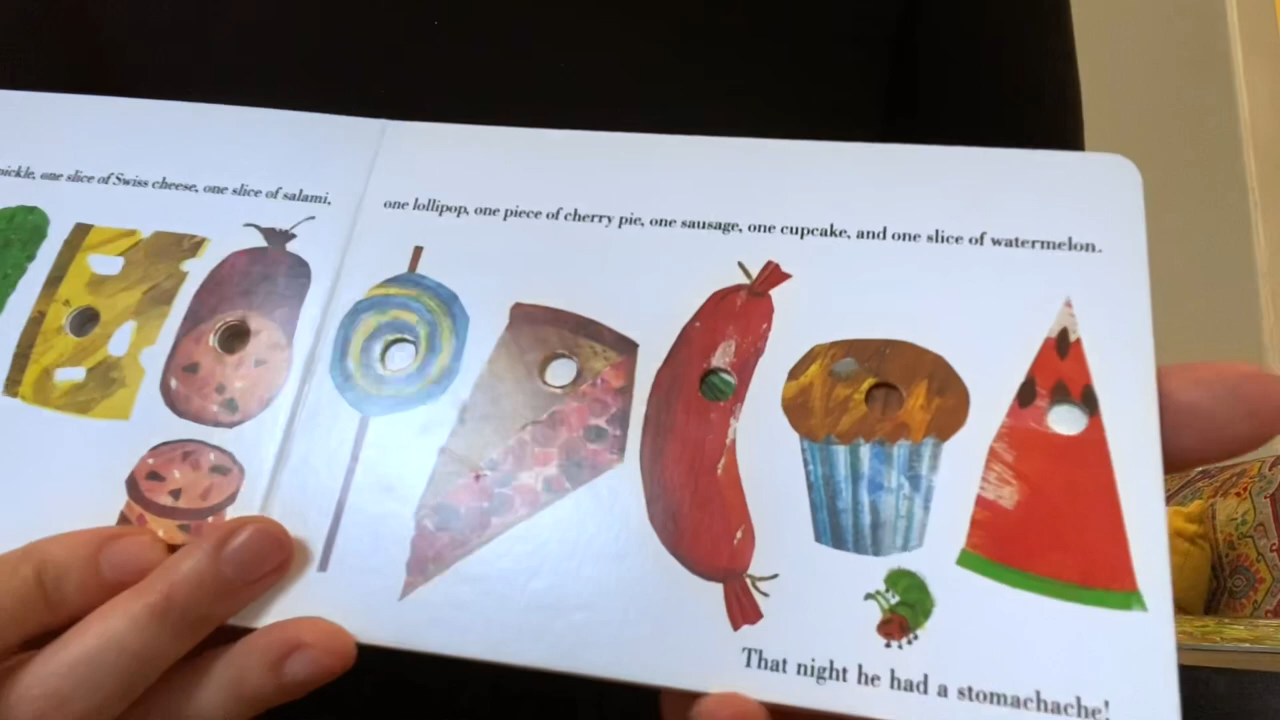 pickle, one slice of Swiss cheese, one slice of salami,
one lollipop, one piece of cherry pie, one sausage, one cupcake, and one slice of watermelon.
That night he had a stomachache!